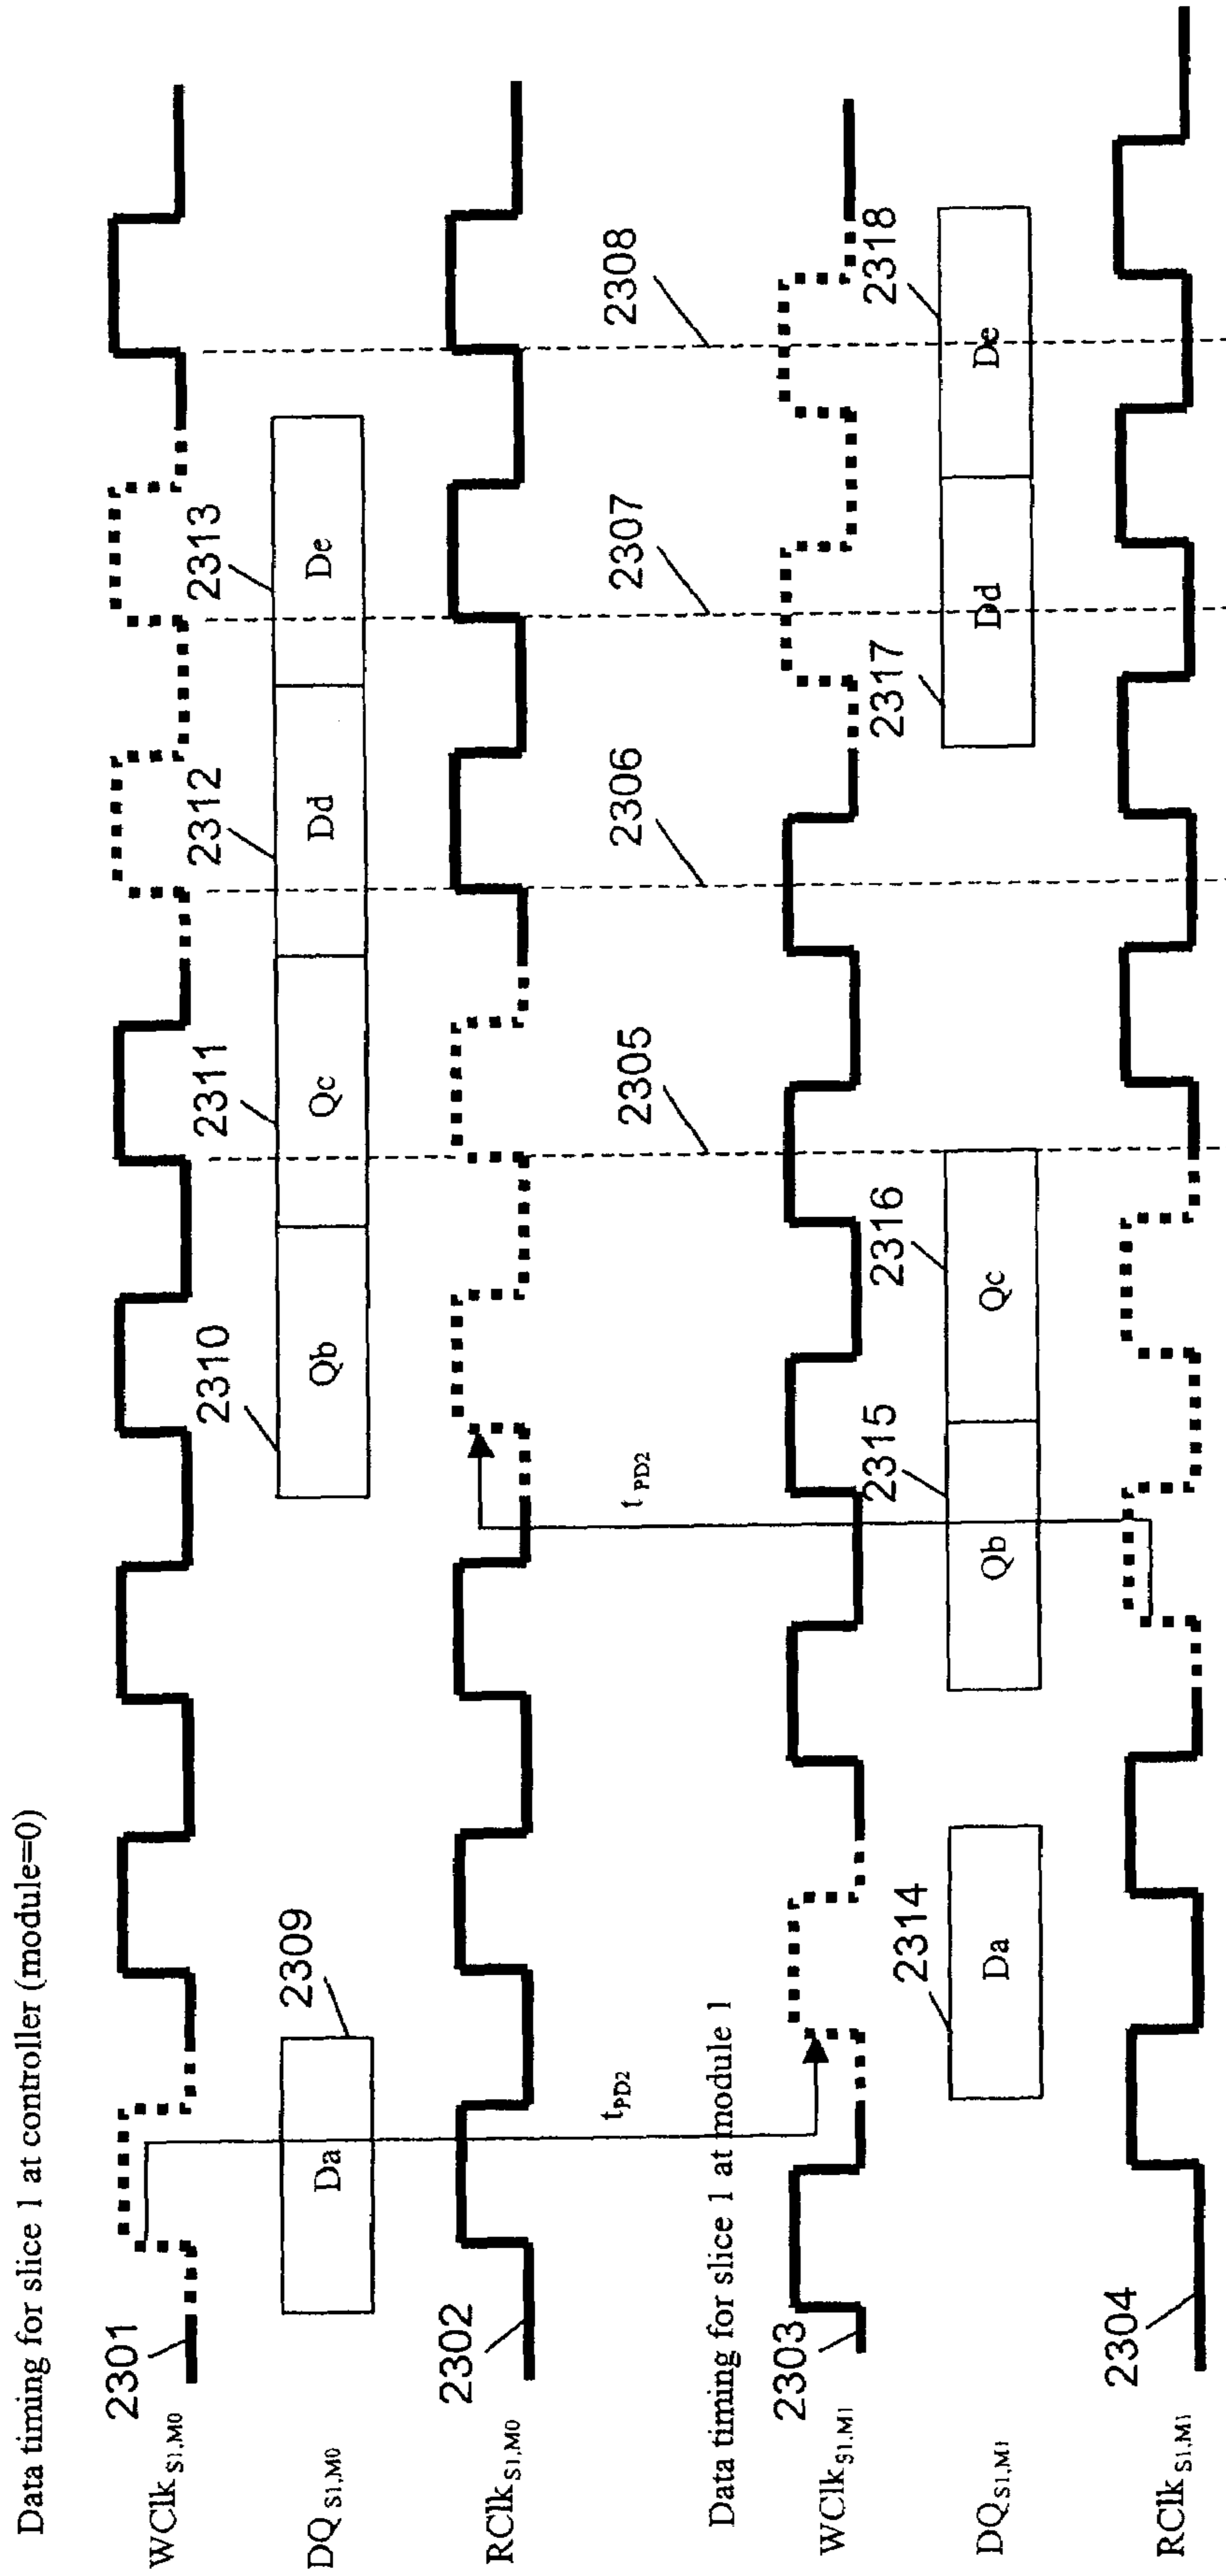 Data timing for slice 1 at controller (module=0)
WClk S1,M0
2301
DQ S1,M0
Da
2309
2310
Qb
2311
Qc
2312
Dd
2313
De
RClk S1,M0
2302
tPD2
t PD2
2305
2306
2307
2308
Data timing for slice 1 at module 1
WClk S1,M1
2303
DQ S1,M1
2314
Da
2315
Qb
2316
Qc
2317
Dd
2318
De
RClk S1,M1
2304